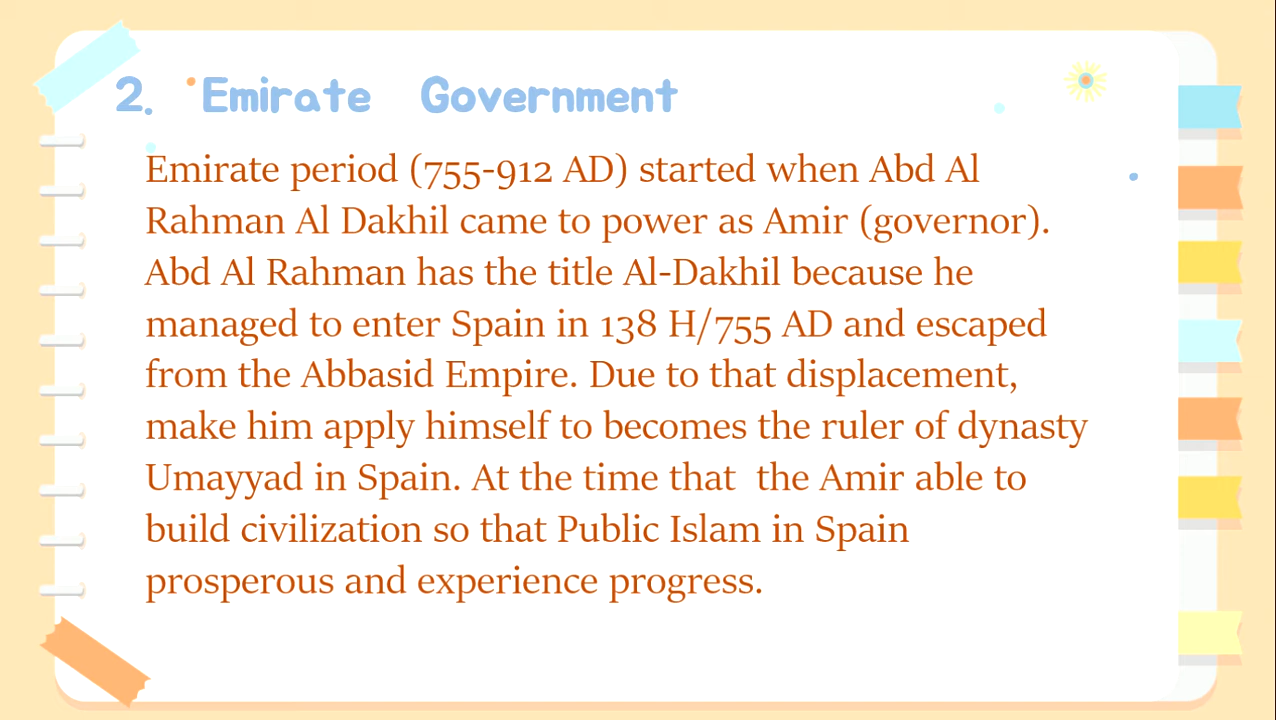 2. Emirate Government
Emirate period (755-912 AD) started when Abd Al
Rahman Al Dakhil came to power as Amir (governor).
Abd Al Rahman has the title Al-Dakhil because he
managed to enter Spain in 138 H/755 AD and escaped
from the Abbasid Empire. Due to that displacement,
make him apply himself to becomes the ruler of dynasty
Umayyad in Spain. At the time that the Amir able to
build civilization so that Public Islam in Spain
prosperous and experience progress.